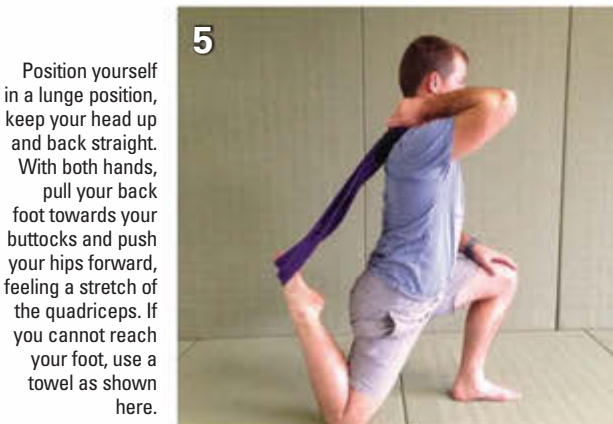 Position yourself
in a lunge position,
keep your head up
and back straight.
With both hands,
pull your back
foot towards your
buttocks and push
your hips forward,
feeling a stretch of
the quadriceps. If
you cannot reach
your foot, use a
towel as shown
here.
5